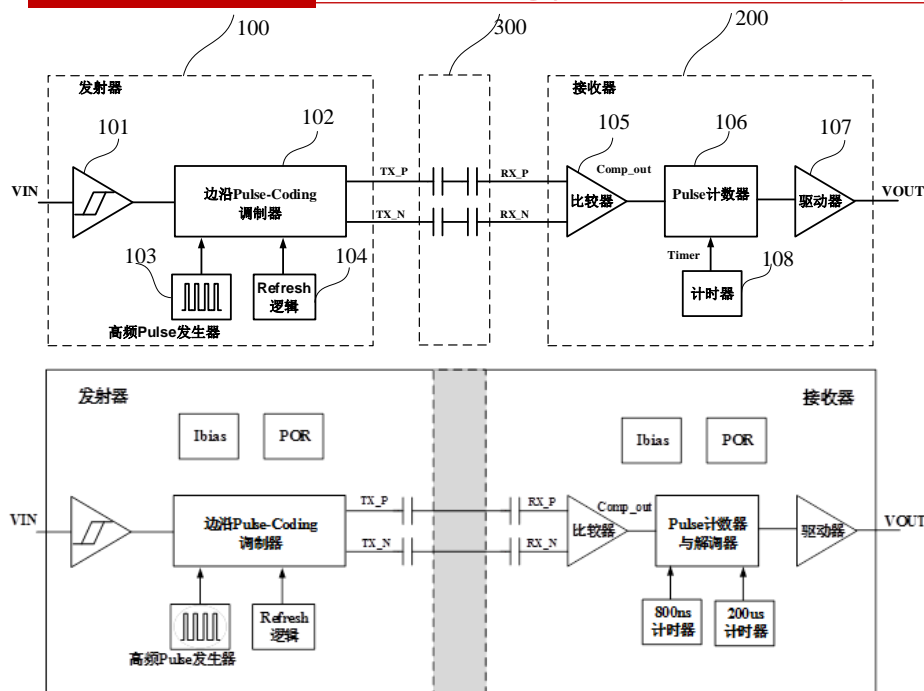 100
300
200
发射器
接收器
101
102
105
106
107
TX_P
RX_P
Comp_out
VIN
边沿Pulse-Coding
调制器
比较器
Pulse计数器
驱动器
VOUT
TX_N
RX_N
103
104
Timer
108
Refresh
逻辑
计时器
高频Pulse发生器
发射器
接收器
Ibias
POR
Ibias
POR
TX_P
RX_P
Comp_out
VIN
边沿Pulse-Coding
调制器
比较器
Pulse计数器
与解调器
驱动器
VOUT
TX_N
RX_N
Refresh
逻辑
800ns
计时器
200us
计时器
高频Pulse发生器